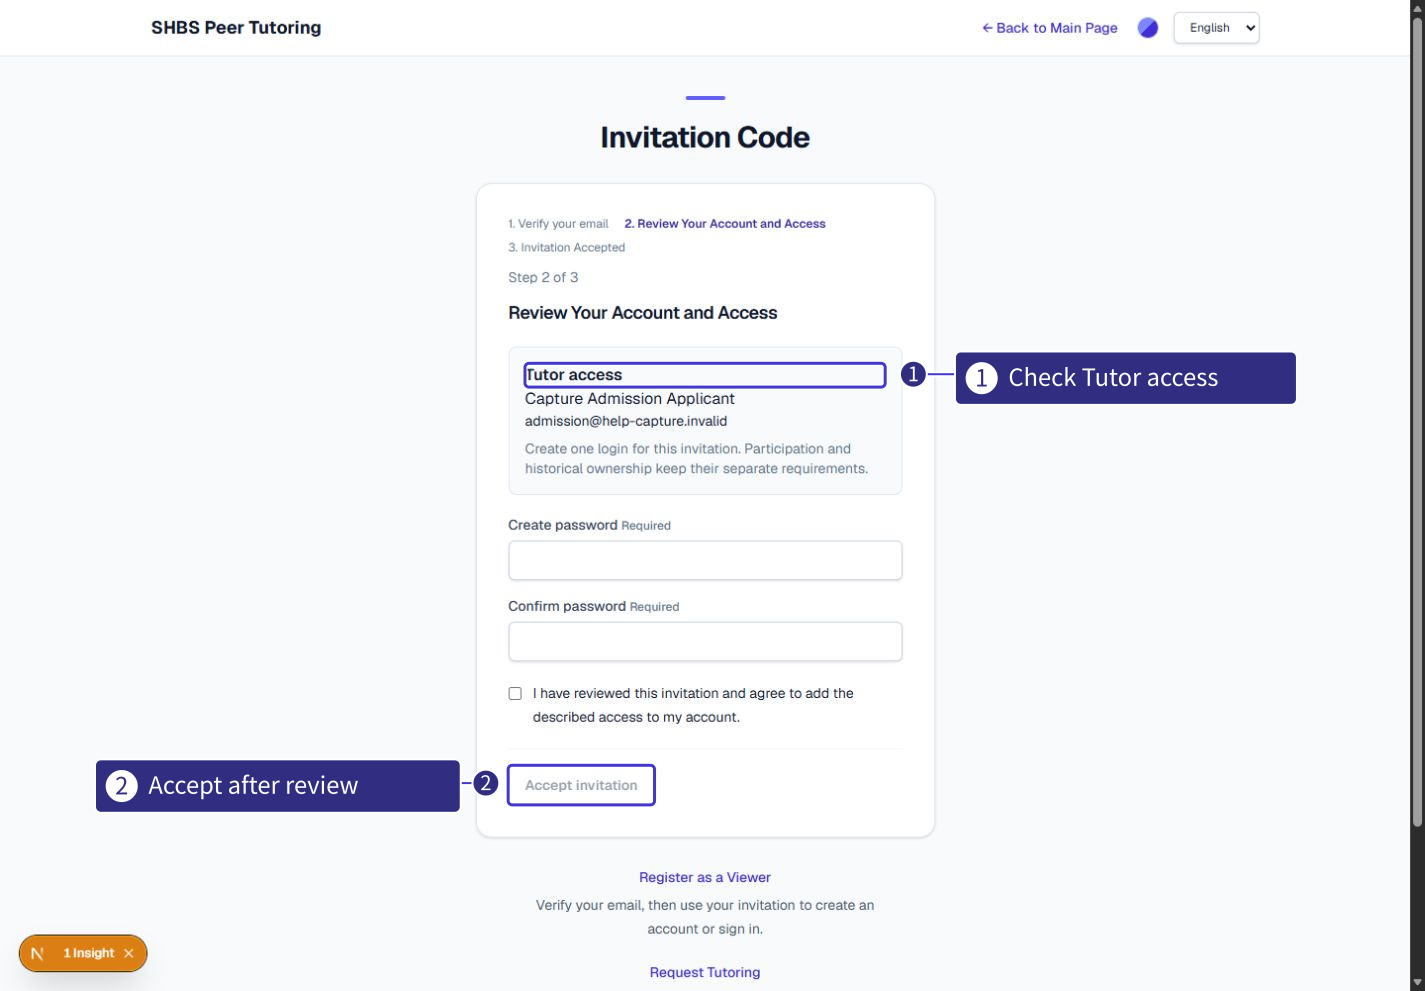 SHBS Peer Tutoring
← Back to Main Page
English
Invitation Code
1. Verify your email 2. Review Your Account and Access
3. Invitation Accepted
Step 2 of 3
Review Your Account and Access
Tutor access
1
1 Check Tutor access
Capture Admission Applicant
admission@help-capture.invalid
Create one login for this invitation. Participation and
historical ownership keep their separate requirements.
Create password Required
Confirm password Required
I have reviewed this invitation and agree to add the
described access to my account.
2 Accept after review
2
Accept invitation
Register as a Viewer
Verify your email, then use your invitation to create an
account or sign in.
N 1 Insight ×
Request Tutoring